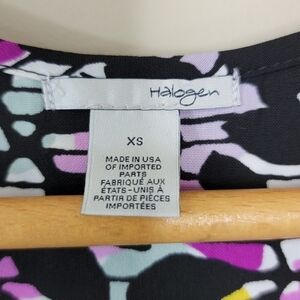 Halogen
XS
MADE IN USA
OF IMPORTED
PARTS
FABRIQUÉ AUX
ÉTATS-UNIS À
PARTIR DE PIÈCES
IMPORTÉES